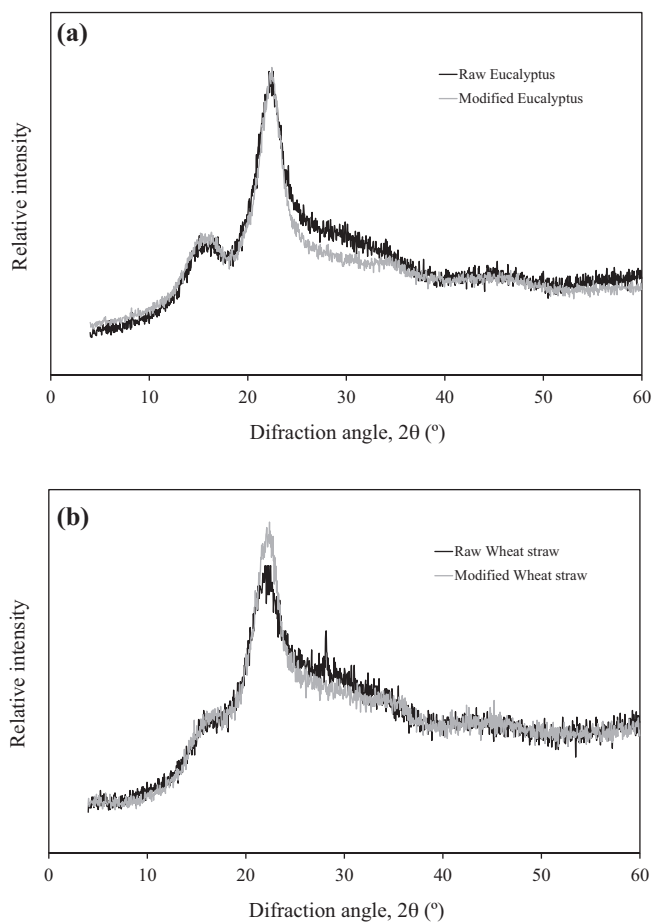 (a)
Raw Eucalyptus
Modified Eucalyptus
Relative intensity
0 10 20 30 40 50 60
Difraction angle, 2θ (º)
(b)
Raw Wheat straw
Modified Wheat straw
Relative intensity
0 10 20 30 40 50 60
Difraction angle, 2θ (º)